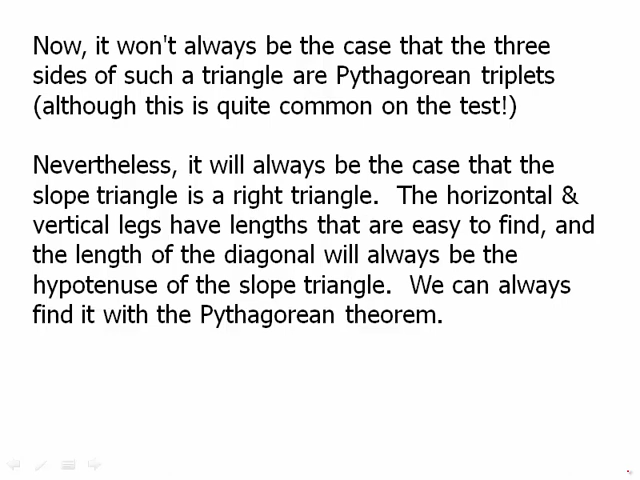 Now, it won't always be the case that the three
sides of such a triangle are Pythagorean triplets
(although this is quite common on the test!)
Nevertheless, it will always be the case that the
slope triangle is a right triangle.  The horizontal &
vertical legs have lengths that are easy to find, and
the length of the diagonal will always be the
hypotenuse of the slope triangle.  We can always
find it with the Pythagorean theorem.